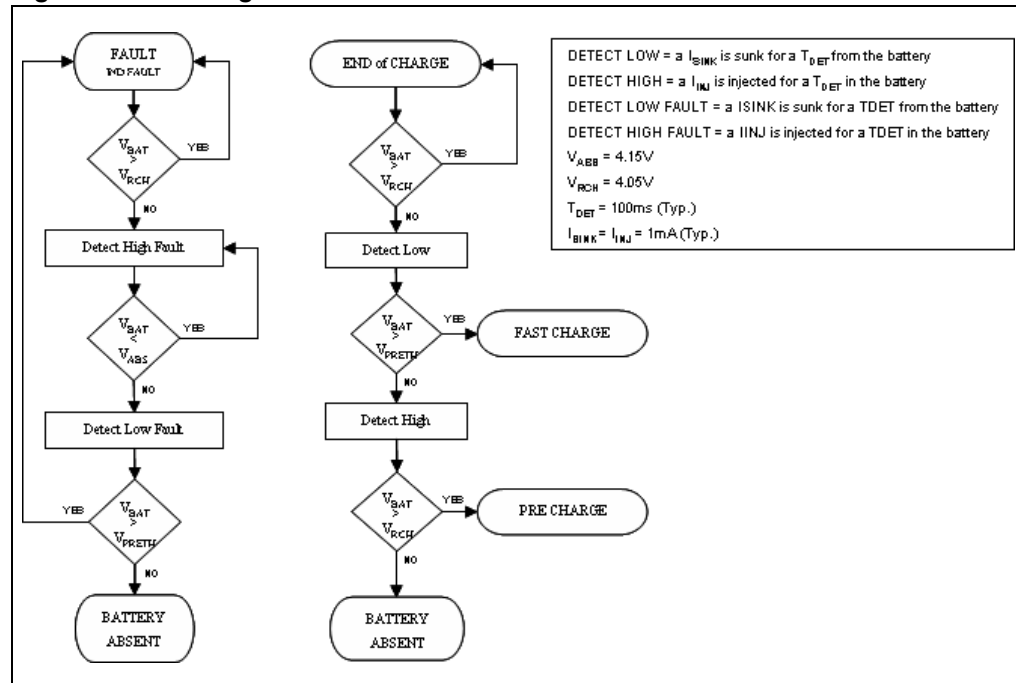 FAULT
IND FAULT
VBAT
>
VRCH
YES
NO
Detect High Fault
VBAT
<
VABS
YES
NO
Detect Low Fault
YES
VBAT
>
VPRETH
NO
BATTERY
ABSENT
END of CHARGE
VBAT
>
VRCH
YES
NO
Detect Low
VBAT
>
VPRETH
YES
FAST CHARGE
NO
Detect High
VBAT
>
VRCH
YES
PRE CHARGE
NO
BATTERY
ABSENT
DETECT LOW = a ISINK is sunk for a TDET from the battery
DETECT HIGH = a IINJ is injected for a TDET in the battery
DETECT LOW FAULT = a ISINK is sunk for a TDET from the battery
DETECT HIGH FAULT = a IINJ is injected for a TDET in the battery
VABS = 4.15V
VRCH = 4.05V
TDET = 100ms (Typ.)
ISINK = IINJ = 1mA (Typ.)